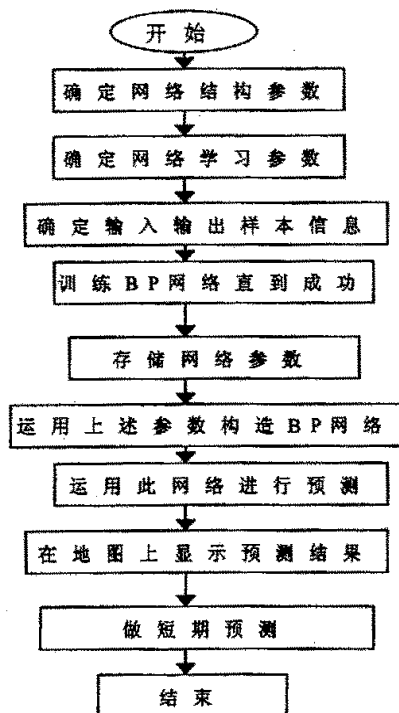 开始
确定网络结构参数
确定网络学习参数
确定输入输出样本信息
训练BP网络直到成功
存储网络参数
运用上述参数构造BP网络
运用此网络进行预测
在地图上显示预测结果
做短期预测
结束